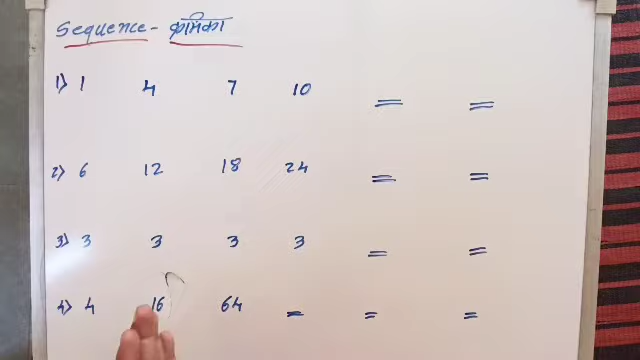 Sequence - क्रमिका
1) 1 4 7 10 = =
2) 6 12 18 24 = =
3) 3 3 3 3 = =
4) 4 16 64 = = =